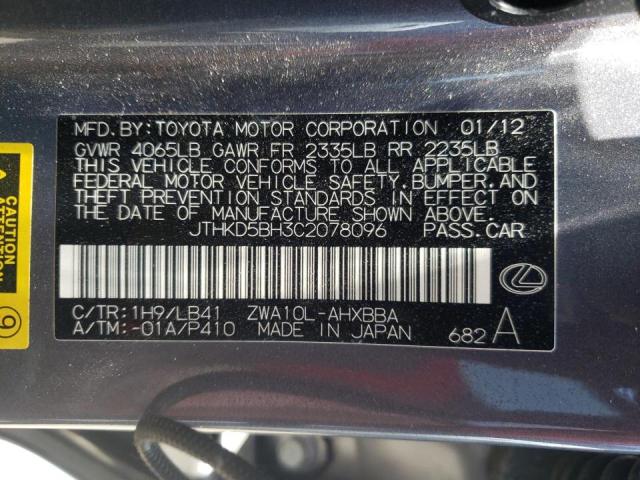 MFD.BY:TOYOTA MOTOR CORPORATION 01/12
GVWR 4065LB GAWR FR 2335LB RR 2235LB
THIS VEHICLE CONFORMS TO ALL APPLICABLE
FEDERAL MOTOR VEHICLE SAFETY,BUMPER,AND
THEFT PREVENTION STANDARDS IN EFFECT ON
THE DATE OF MANUFACTURE SHOWN ABOVE.
JTHKD5BH3C2078096 PASS.CAR
C/TR:1H9/LB41 ZWA10L-AHXBBA
A/TM:-01A/P410 MADE IN JAPAN 682 A
CAUTION
ATTENTION
9